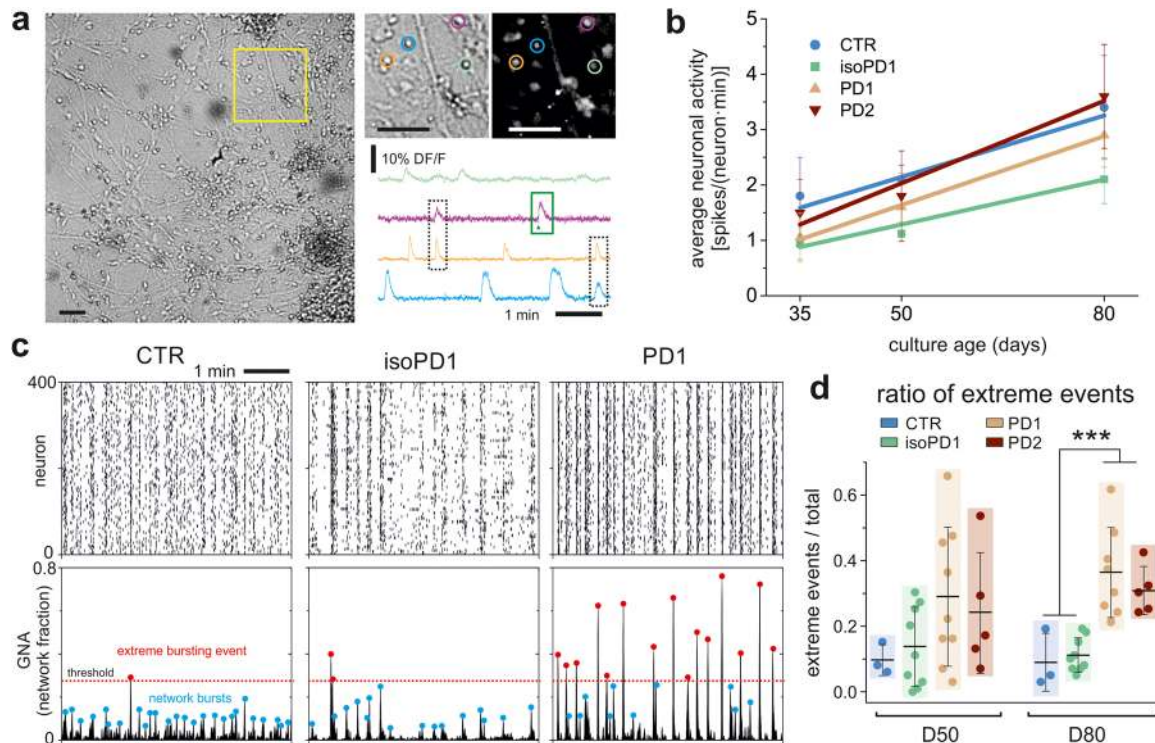 a
10% DF/F
1 min
b
average neuronal activity
[spikes/(neuron·min)]
5
4
3
2
1
0
CTR
isoPD1
PD1
PD2
35
50
80
culture age (days)
c
CTR
isoPD1
PD1
1 min
neuron
400
0
GNA
(network fraction)
0.8
0
extreme bursting event
threshold
network bursts
d
ratio of extreme events
CTR
isoPD1
PD1
PD2
***
extreme events / total
0.6
0.4
0.2
0.0
D50
D80